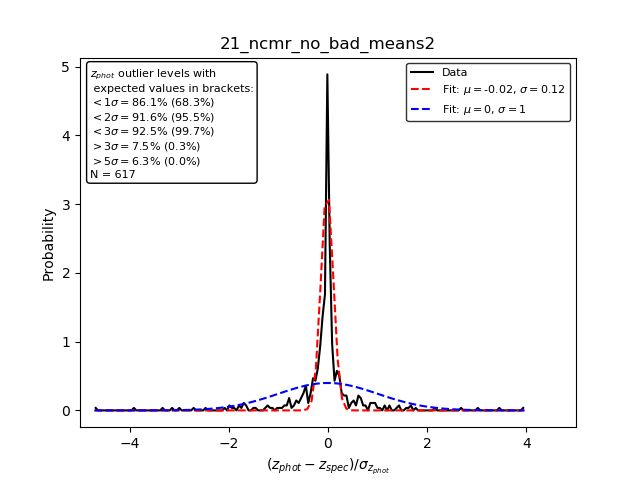 21_ncmr_no_bad_means2
z_phot outlier levels with
expected values in brackets:
< 1σ = 86.1% (68.3%)
< 2σ = 91.6% (95.5%)
< 3σ = 92.5% (99.7%)
> 3σ = 7.5% (0.3%)
> 5σ = 6.3% (0.0%)
N = 617
Data
Fit: μ = -0.02, σ = 0.12
Fit: μ = 0, σ = 1
Probability
5
4
3
2
1
0
−4
−2
0
2
4
(z_phot − z_spec)/σ_z_phot